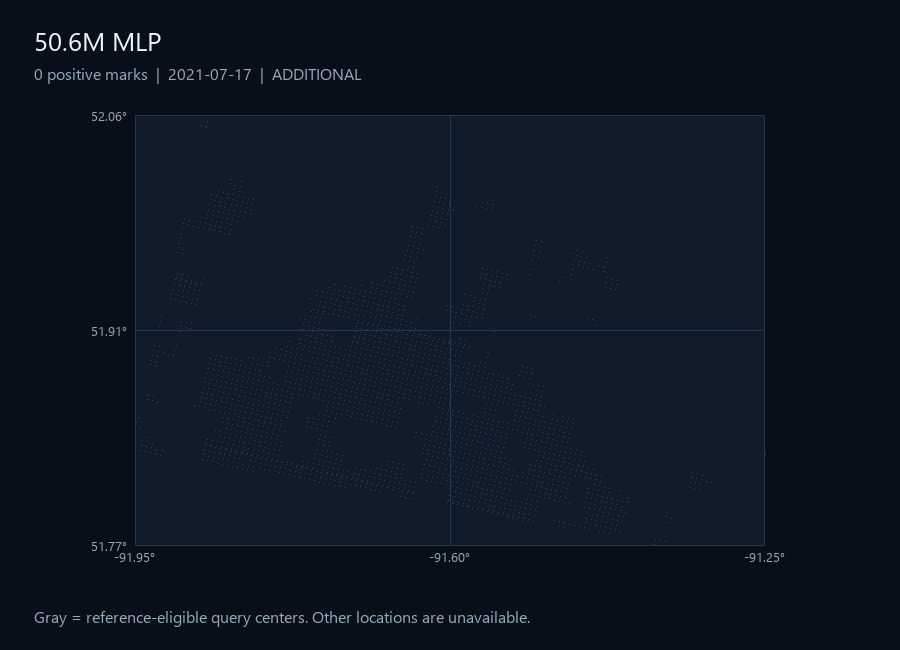 50.6M MLP
0 positive marks | 2021-07-17 | ADDITIONAL
52.06°
51.91°
51.77°
-91.95°
-91.60°
-91.25°
Gray = reference-eligible query centers. Other locations are unavailable.